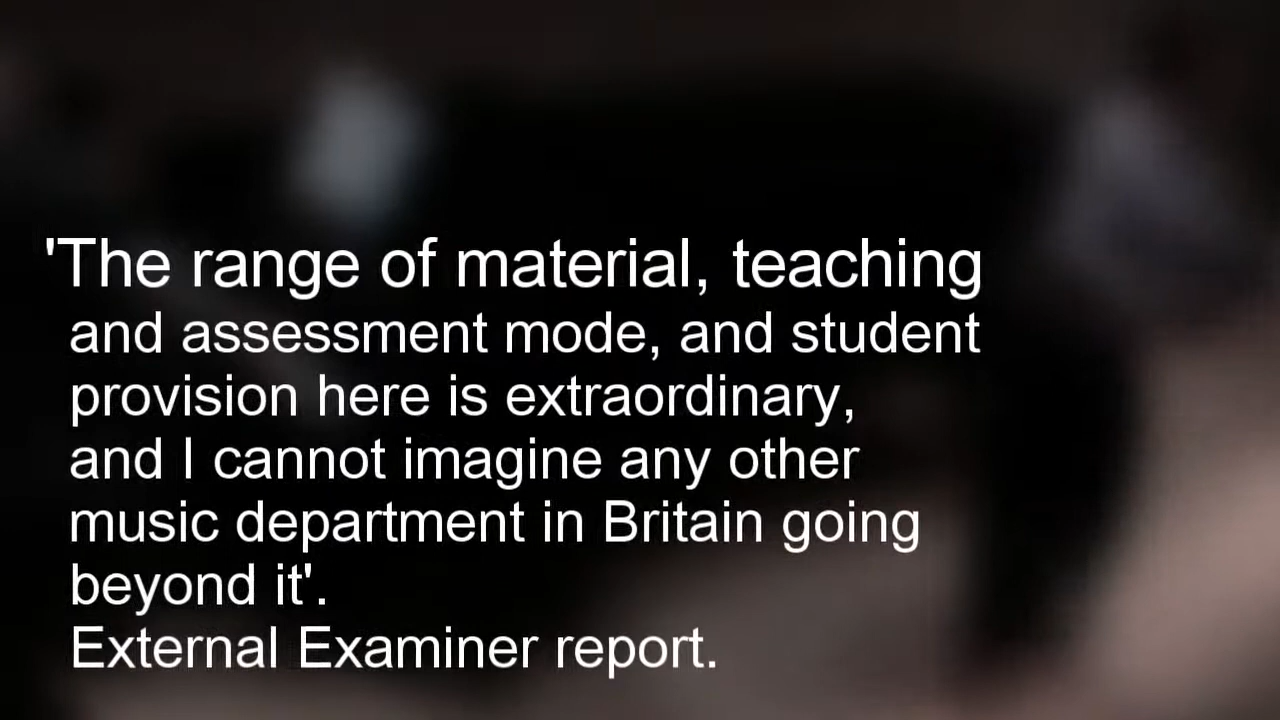 'The range of material, teaching
and assessment mode, and student
provision here is extraordinary,
and I cannot imagine any other
music department in Britain going
beyond it'.
External Examiner report.